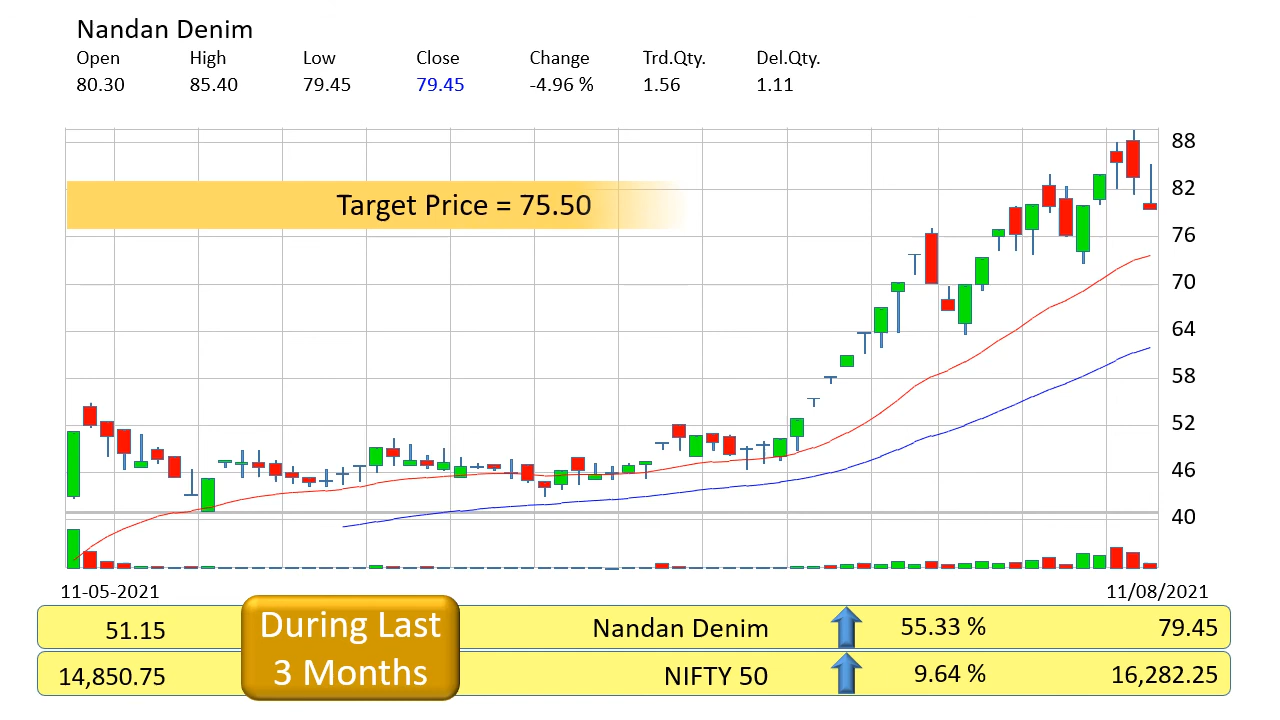 Nandan Denim
Open High Low Close Change Trd.Qty. Del.Qty.
80.30 85.40 79.45 79.45 -4.96 % 1.56 1.11
88
Target Price = 75.50
82
76
70
64
58
52
46
40
11-05-2021 11/08/2021
51.15 During Last Nandan Denim 55.33 % 79.45
14,850.75 3 Months NIFTY 50 9.64 % 16,282.25